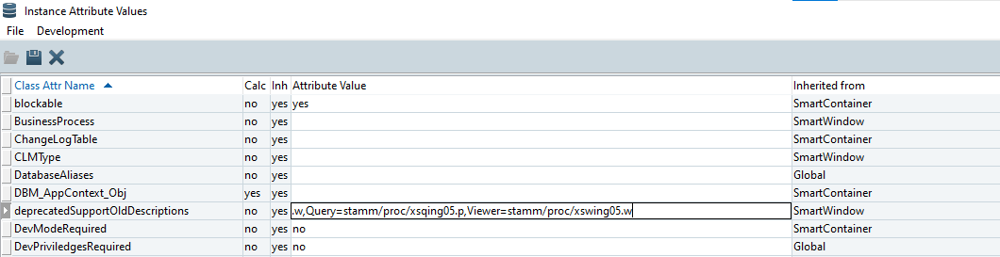 Instance Attribute Values
File Development
Class Attr Name Calc Inh Attribute Value Inherited from
blockable no yes yes SmartContainer
BusinessProcess no yes SmartWindow
ChangeLogTable no yes SmartContainer
CLMType no yes SmartWindow
DatabaseAliases no yes Global
DBM_AppContext_Obj yes yes SmartContainer
deprecatedSupportOldDescriptions no yes .w,Query=stamm/proc/xsqing05.p,Viewer=stamm/proc/xswing05.w SmartWindow
DevModeRequired no yes no SmartContainer
DevPriviledgesRequired no yes no Global